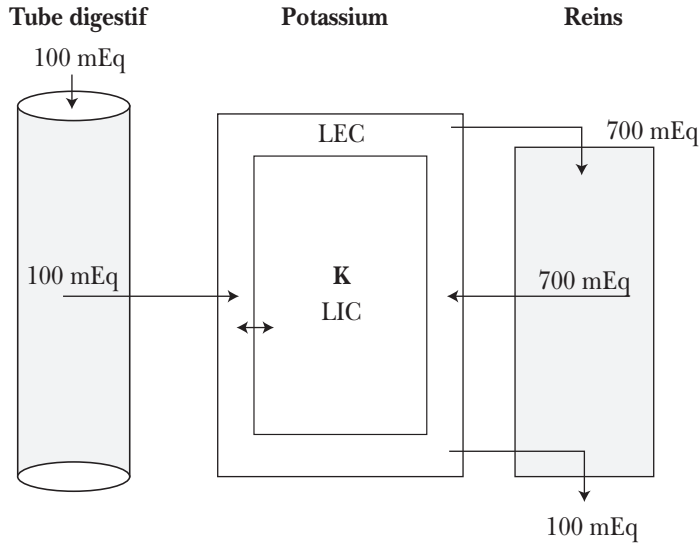 Tube digestif
Potassium
Reins
100 mEq
LEC
700 mEq
100 mEq
K
LIC
700 mEq
100 mEq